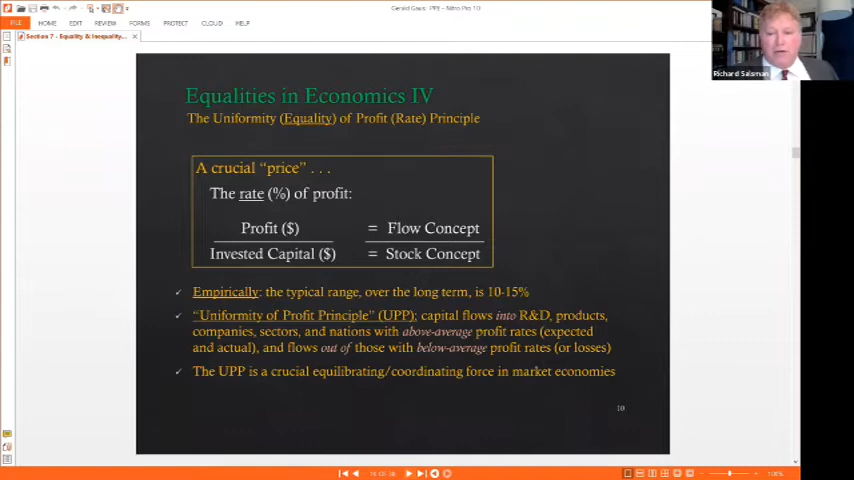 Gerald Gaus: PPE - Nitro Pro 10
FILE
HOME
EDIT
REVIEW
FORMS
PROTECT
CLOUD
HELP
Section 7 - Equality & Inequality...
Richard Salsman
Equalities in Economics IV
The Uniformity (Equality) of Profit (Rate) Principle
A crucial “price” . . .
The rate (%) of profit:
Profit ($) = Flow Concept
Invested Capital ($) = Stock Concept
✓ Empirically: the typical range, over the long term, is 10-15%
✓ “Uniformity of Profit Principle” (UPP): capital flows into R&D, products,
companies, sectors, and nations with above-average profit rates (expected
and actual), and flows out of those with below-average profit rates (or losses)
✓ The UPP is a crucial equilibrating/coordinating force in market economies
10
100%